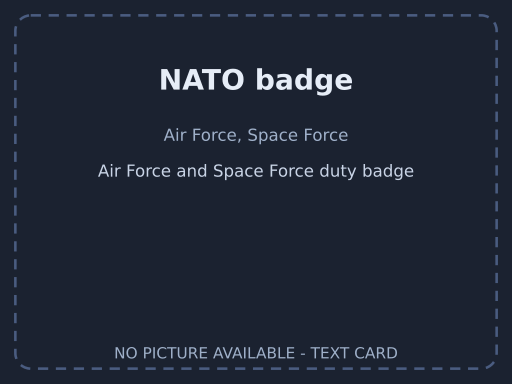 NATO badge
Air Force, Space Force
Air Force and Space Force duty badge
NO PICTURE AVAILABLE - TEXT CARD